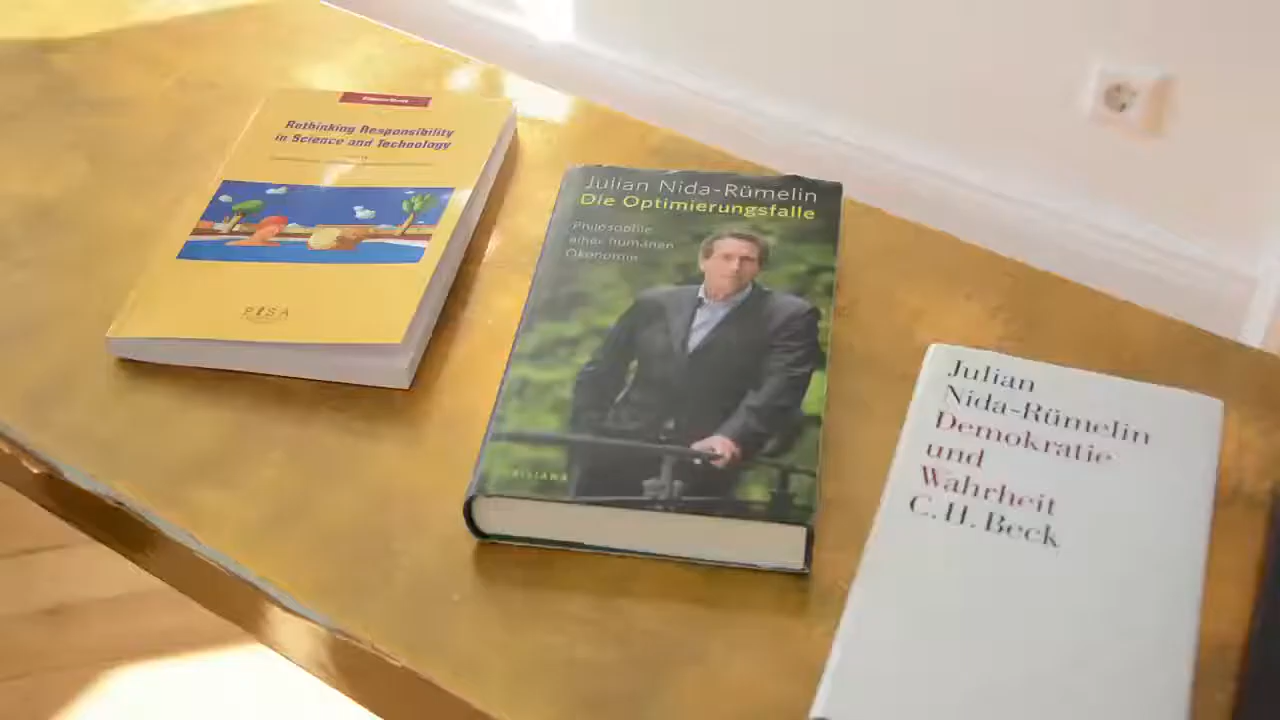 Rethinking Responsibility
in Science and Technology
PISA
Julian Nida-Rümelin
Die Optimierungsfalle
Philosophie
einer humanen
Ökonomie
Julian
Nida-Rümelin
Demokratie
und
Wahrheit
C.H.Beck